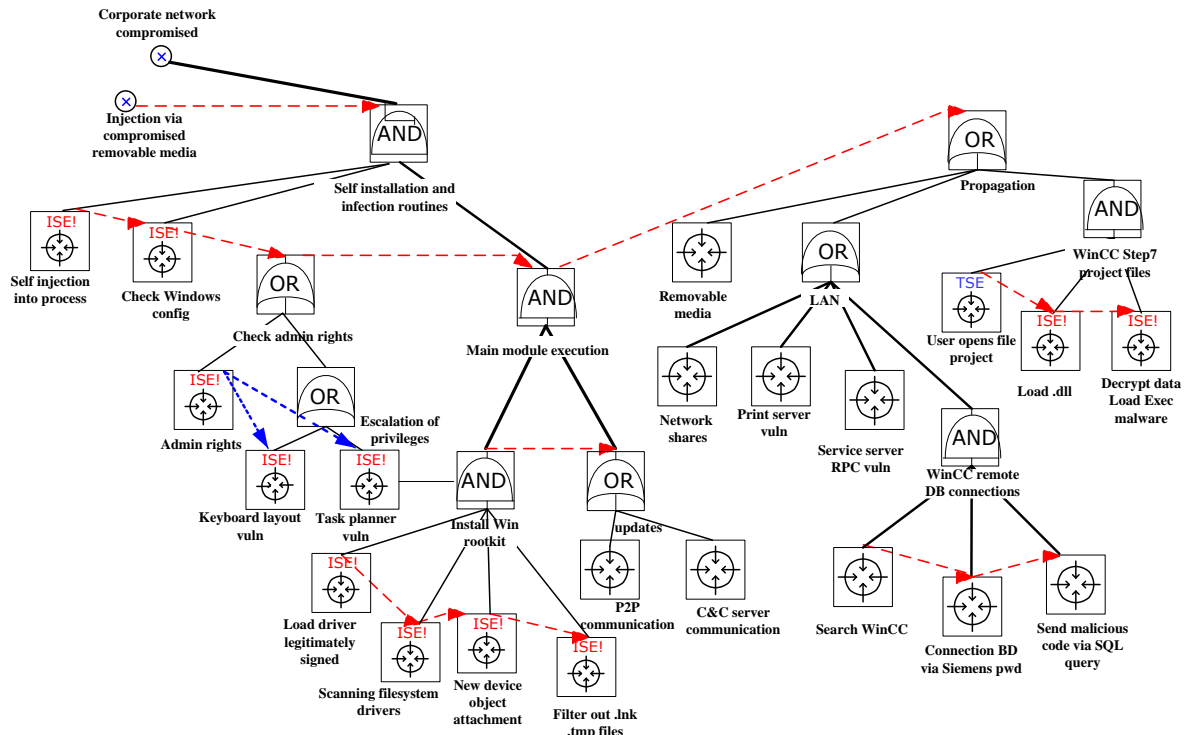 Corporate network
compromised
Injection via
compromised
removable media
AND
Self installation and
infection routines
OR
Propagation
ISE!
Self injection
into process
ISE!
Check Windows
config
OR
Check admin rights
AND
Main module execution
Removable
media
OR
LAN
AND
WinCC Step7
project files
TSE
User opens file
project
ISE!
Load .dll
ISE!
Decrypt data
Load Exec
malware
ISE!
Admin rights
OR
Escalation of
privileges
ISE!
Keyboard layout
vuln
ISE!
Task planner
vuln
AND
Install Win
rootkit
OR
updates
Network
shares
Print server
vuln
Service server
RPC vuln
AND
WinCC remote
DB connections
ISE!
Load driver
legitimately
signed
ISE!
Scanning filesystem
drivers
ISE!
New device
object
attachment
ISE!
Filter out .lnk
.tmp files
P2P
communication
C&C server
communication
Search WinCC
Connection BD
via Siemens pwd
Send malicious
code via SQL
query